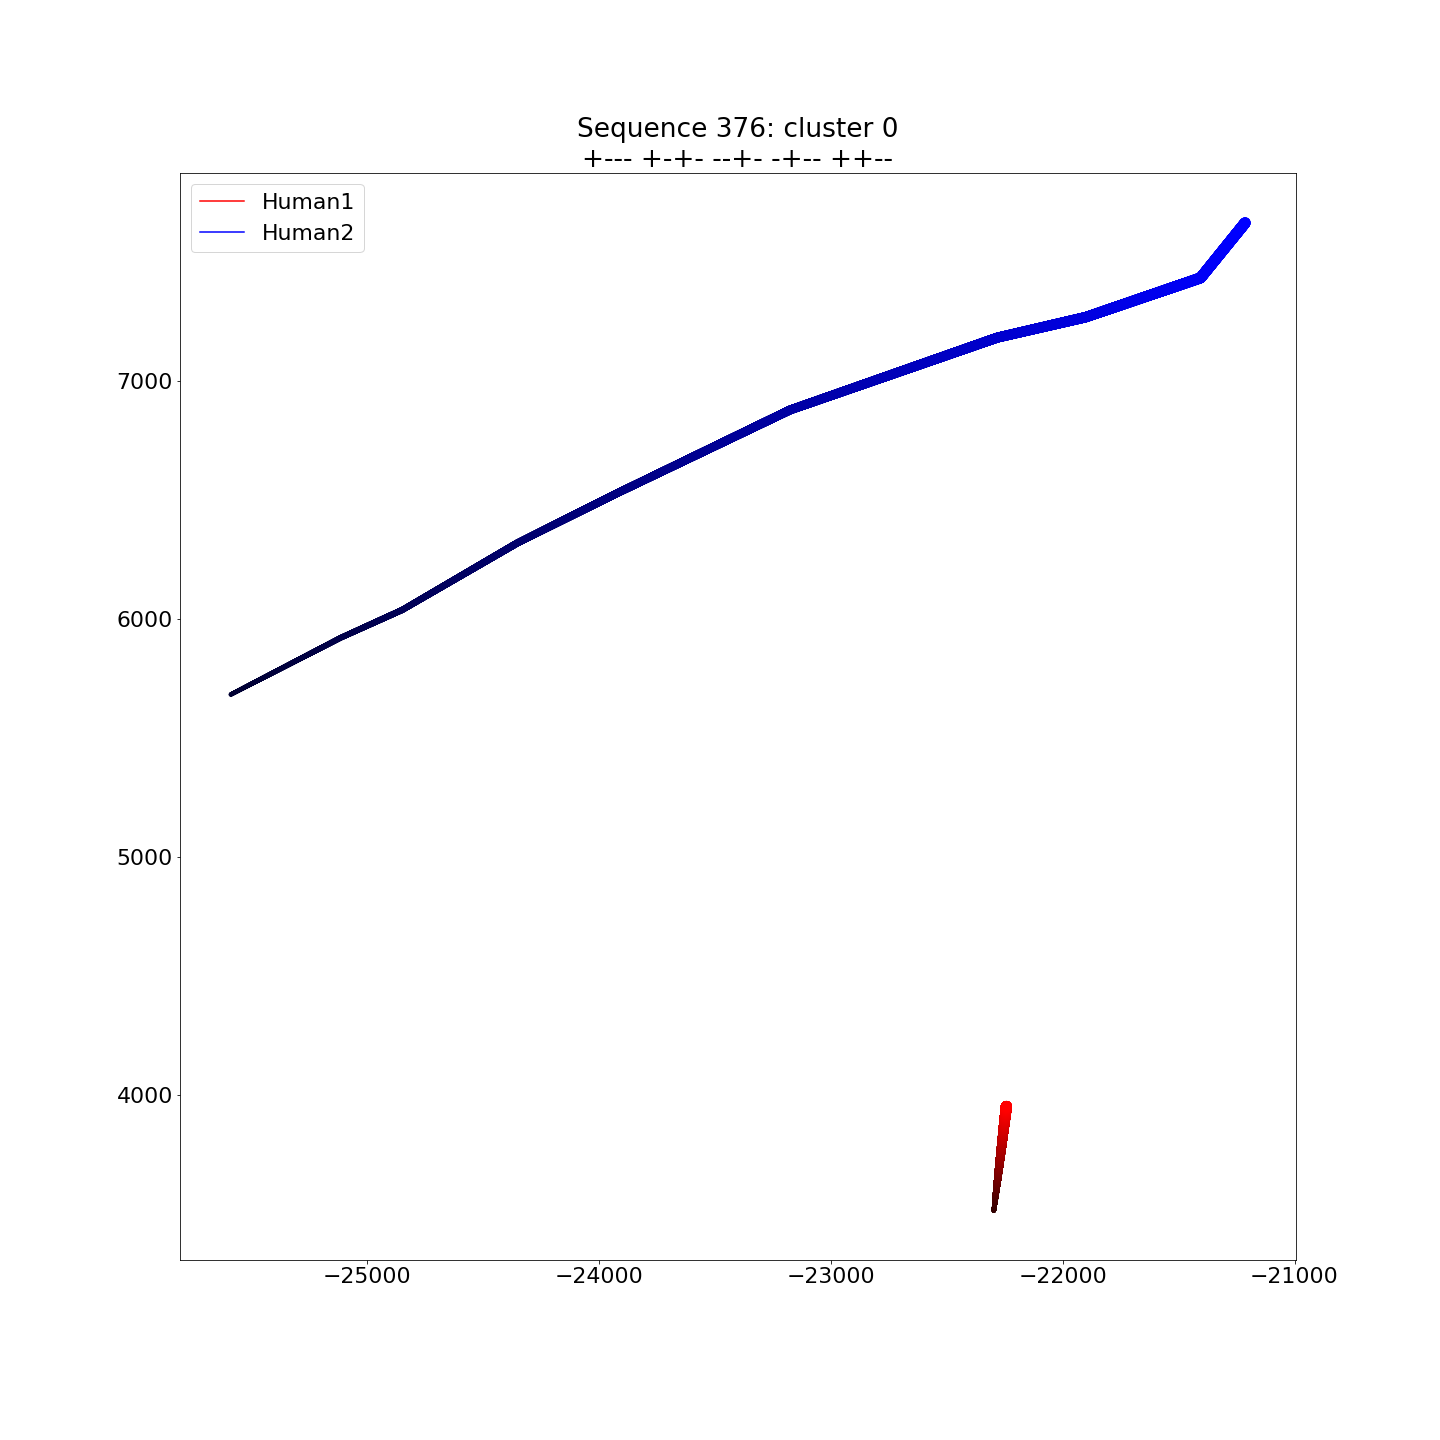 Sequence 376: cluster 0
+--- +-+- --+- -+-- ++--
Human1
Human2
7000
6000
5000
4000
−25000 −24000 −23000 −22000 −21000